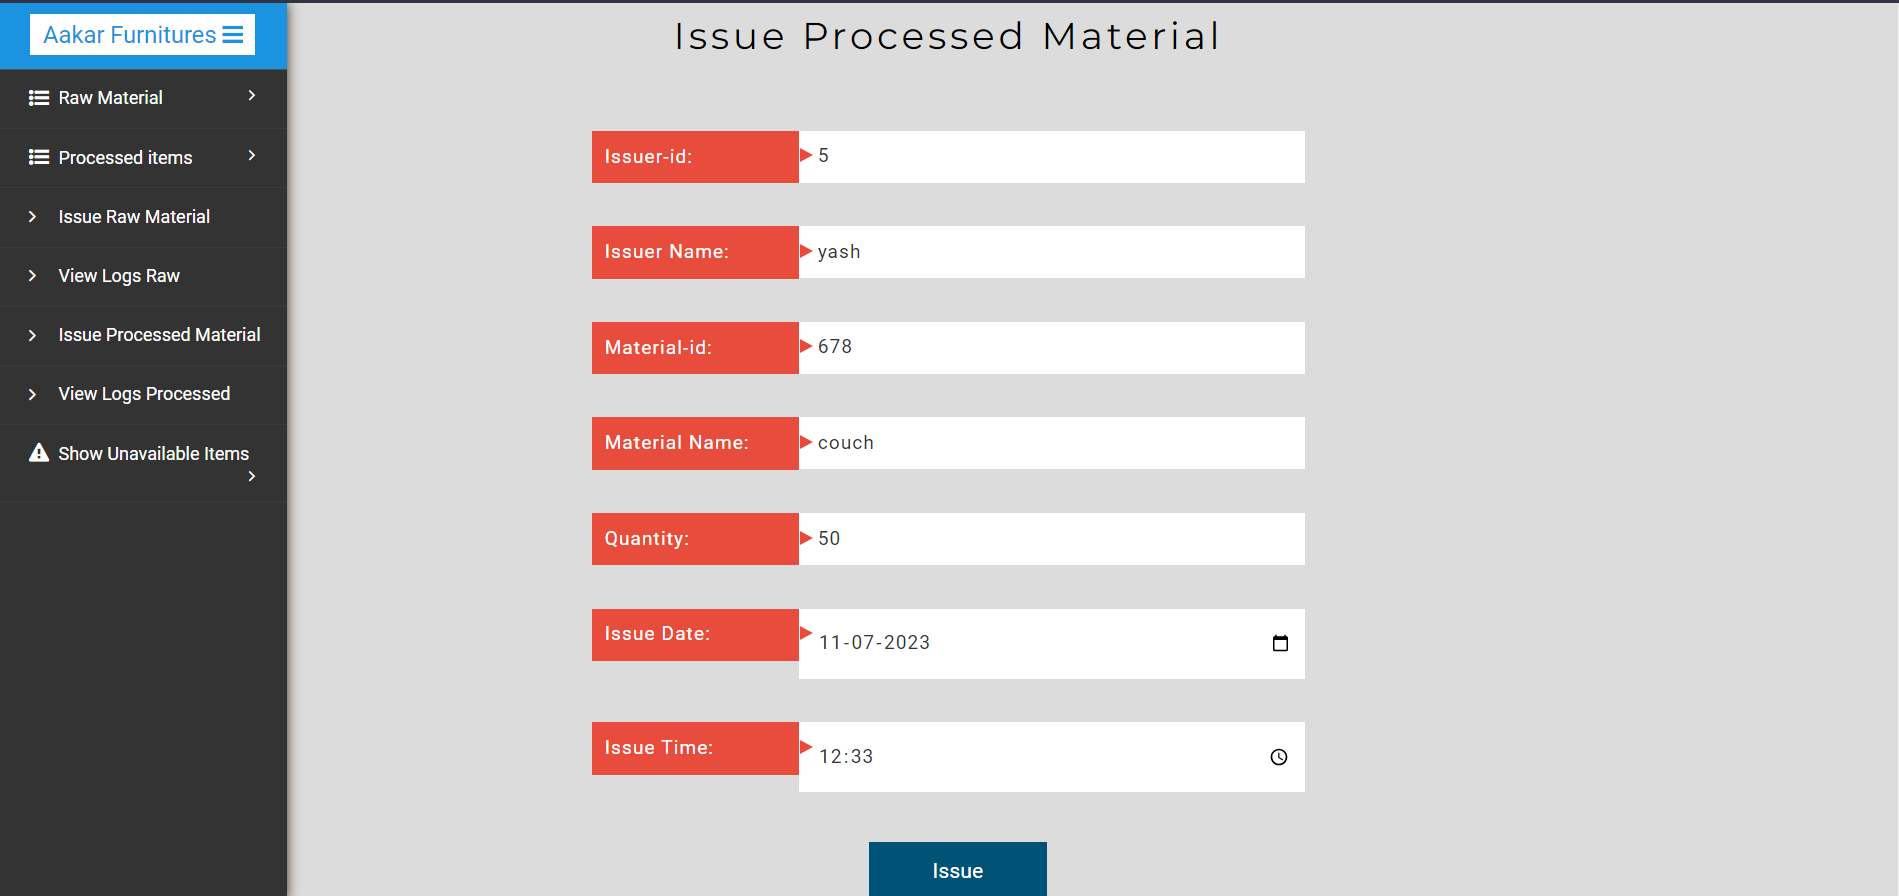 Aakar Furnitures
Raw Material
Processed items
Issue Raw Material
View Logs Raw
Issue Processed Material
View Logs Processed
Show Unavailable Items
Issue Processed Material
Issuer-id: 5
Issuer Name: yash
Material-id: 678
Material Name: couch
Quantity: 50
Issue Date: 11-07-2023
Issue Time: 12:33
Issue